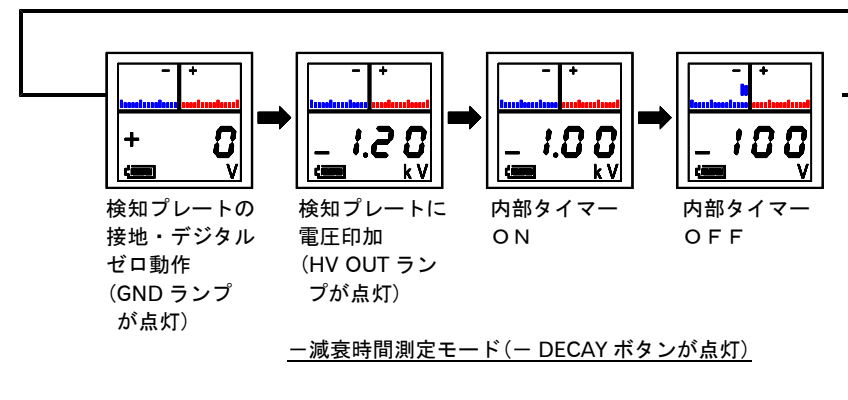 - +
+ 0
V
- +
- 1.20
kV
- +
- 1.00
kV
- +
- 100
V
検知プレートの
接地・デジタル
ゼロ動作
(GND ランプ
が点灯)
検知プレートに
電圧印加
(HV OUT ラン
プが点灯)
内部タイマー
ON
内部タイマー
OFF
－減衰時間測定モード(－ DECAY ボタンが点灯)